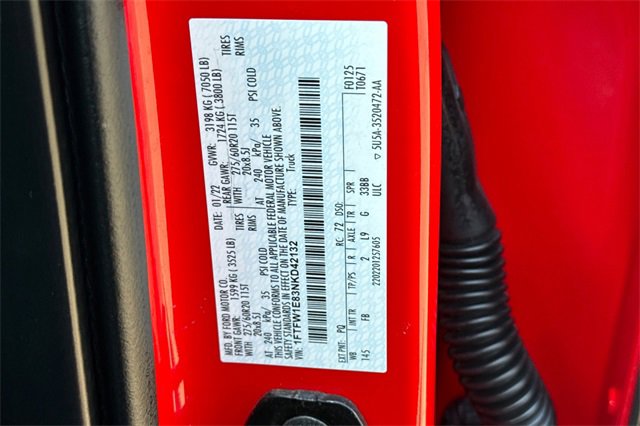 MFD. BY FORD MOTOR CO.
DATE: 01/22 GVWR: 3198 KG ( 7050 LB)
FRONT GAWR: 1599 KG (3525 LB) REAR GAWR: 1724 KG ( 3800 LB)
WITH 275/60R20 115T TIRES WITH 275/60R20 115T TIRES
20x8.5J RIMS 20x8.5J RIMS
AT 240 kPa/ 35 PSI COLD AT 240 kPa/ 35 PSI COLD
THIS VEHICLE CONFORMS TO ALL APPLICABLE FEDERAL MOTOR VEHICLE
SAFETY STANDARDS IN EFFECT ON THE DATE OF MANUFACTURE SHOWN ABOVE.
VIN: 1FTFW1E83NKD42132 TYPE: Truck
F0125
T0671
EXT PNT: PQ RC: 72 DSO:
WB INT TR TP/PS R AXLE TR SPR
145 FB 2 L9 G 33BB
ULC
2202201257605
▽ 5U5A-3520472-AA